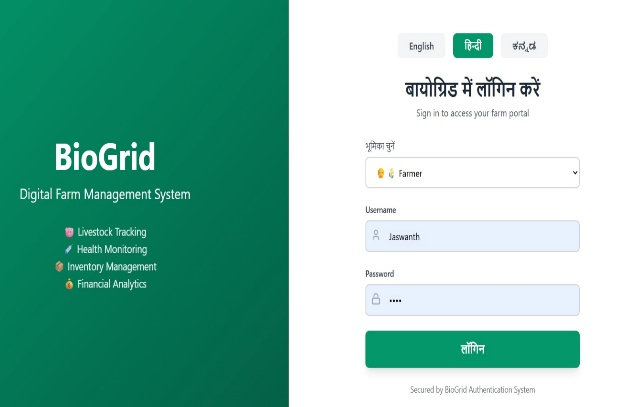 BioGrid
Digital Farm Management System
Livestock Tracking
Health Monitoring
Inventory Management
Financial Analytics
English हिन्दी ಕನ್ನಡ
बायोग्रिड में लॉगिन करें
Sign in to access your farm portal
भूमिका चुनें
Farmer
Username
Jaswanth
Password
••••
लॉगिन
Secured by BioGrid Authentication System